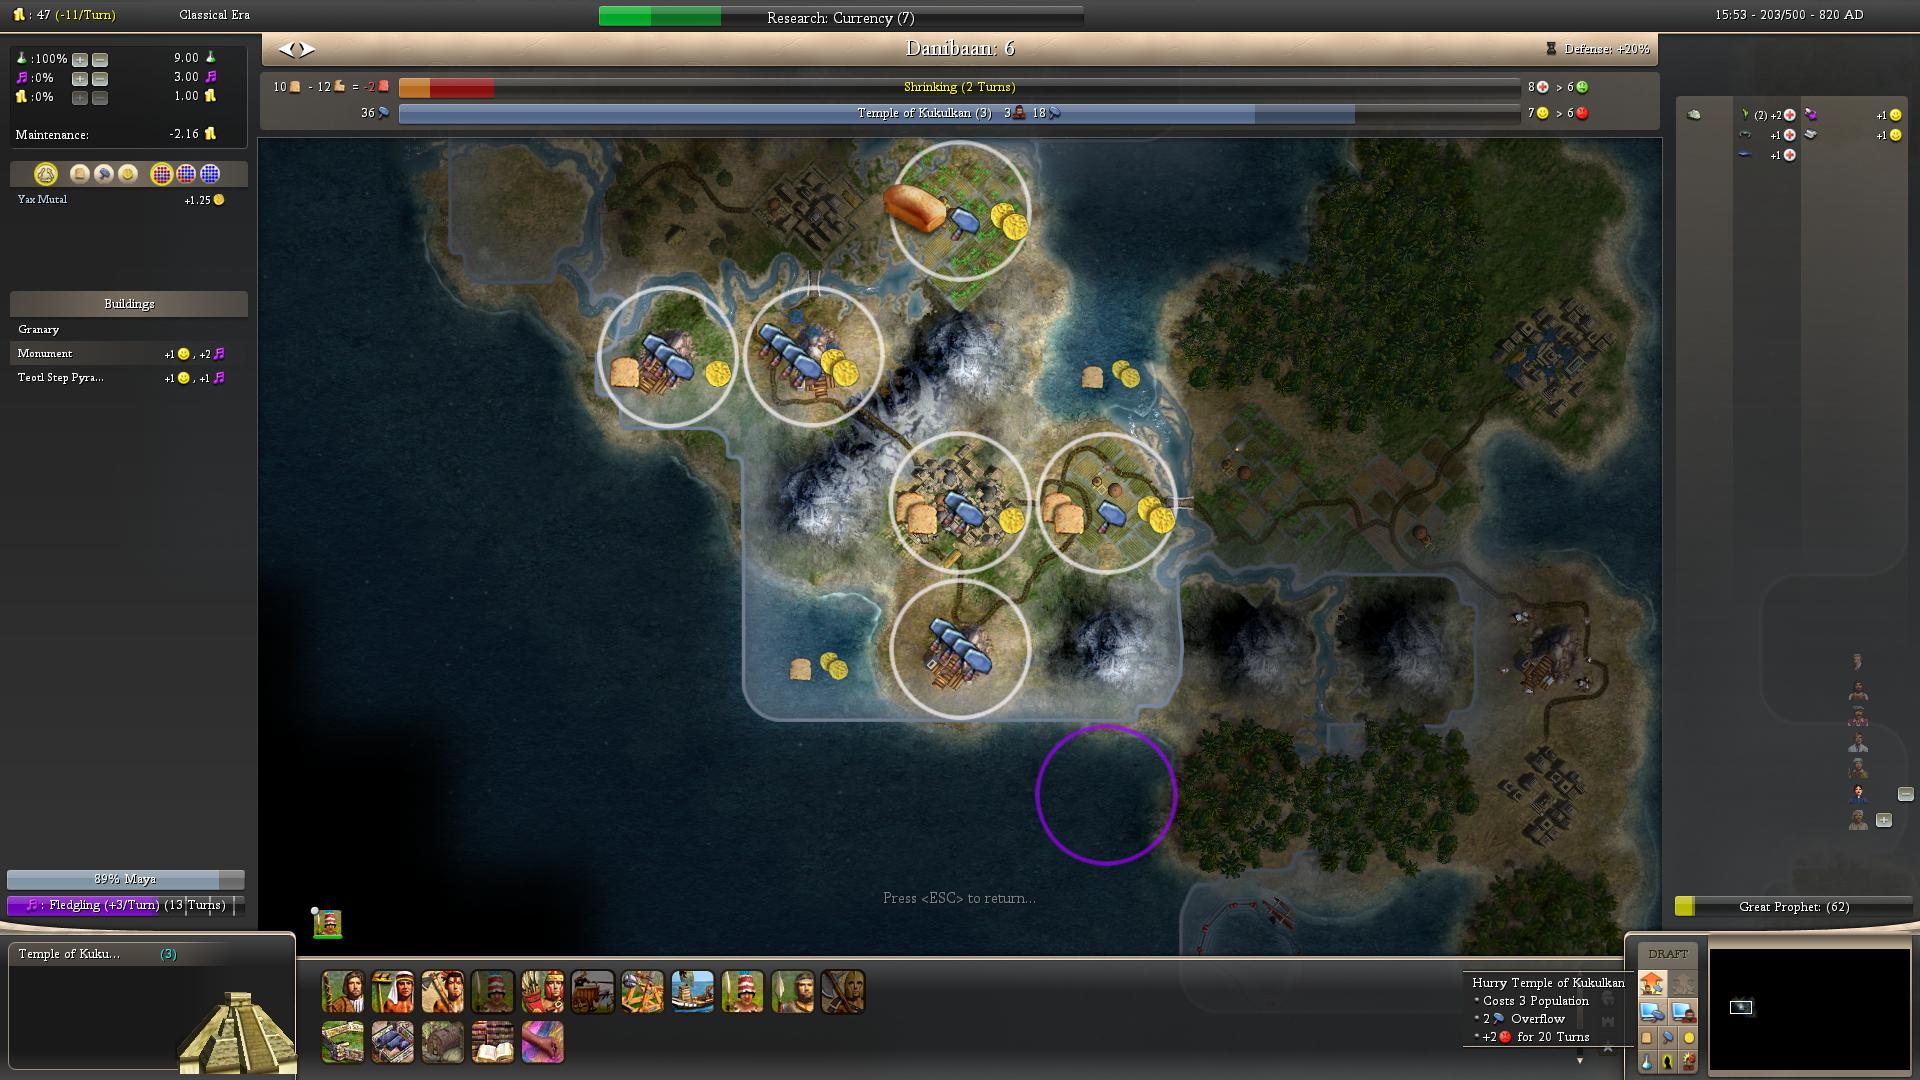 : 47 (-11/Turn)
Classical Era
Research: Currency (7)
15:53 - 203/500 - 820 AD
Danibaan: 6
Defense: +20%
:100% 9.00
:0% 3.00
:0% 1.00
Maintenance: -2.16
10 - 12 = -2
Shrinking (2 Turns)
8 > 6
36
Temple of Kukulkan (3) 3 18
7 > 6
(2) +2
+1
+1
+1
+1
Yax Mutal +1.25
Buildings
Granary
Monument +1 , +2
Teotl Step Pyra... +1 , +1
89% Maya
: Fledgling (+3/Turn) (13 Turns)
Press <ESC> to return...
Great Prophet: (62)
Temple of Kuku... (3)
DRAFT
Hurry Temple of Kukulkan
• Costs 3 Population
• 2 Overflow
• +2 for 20 Turns